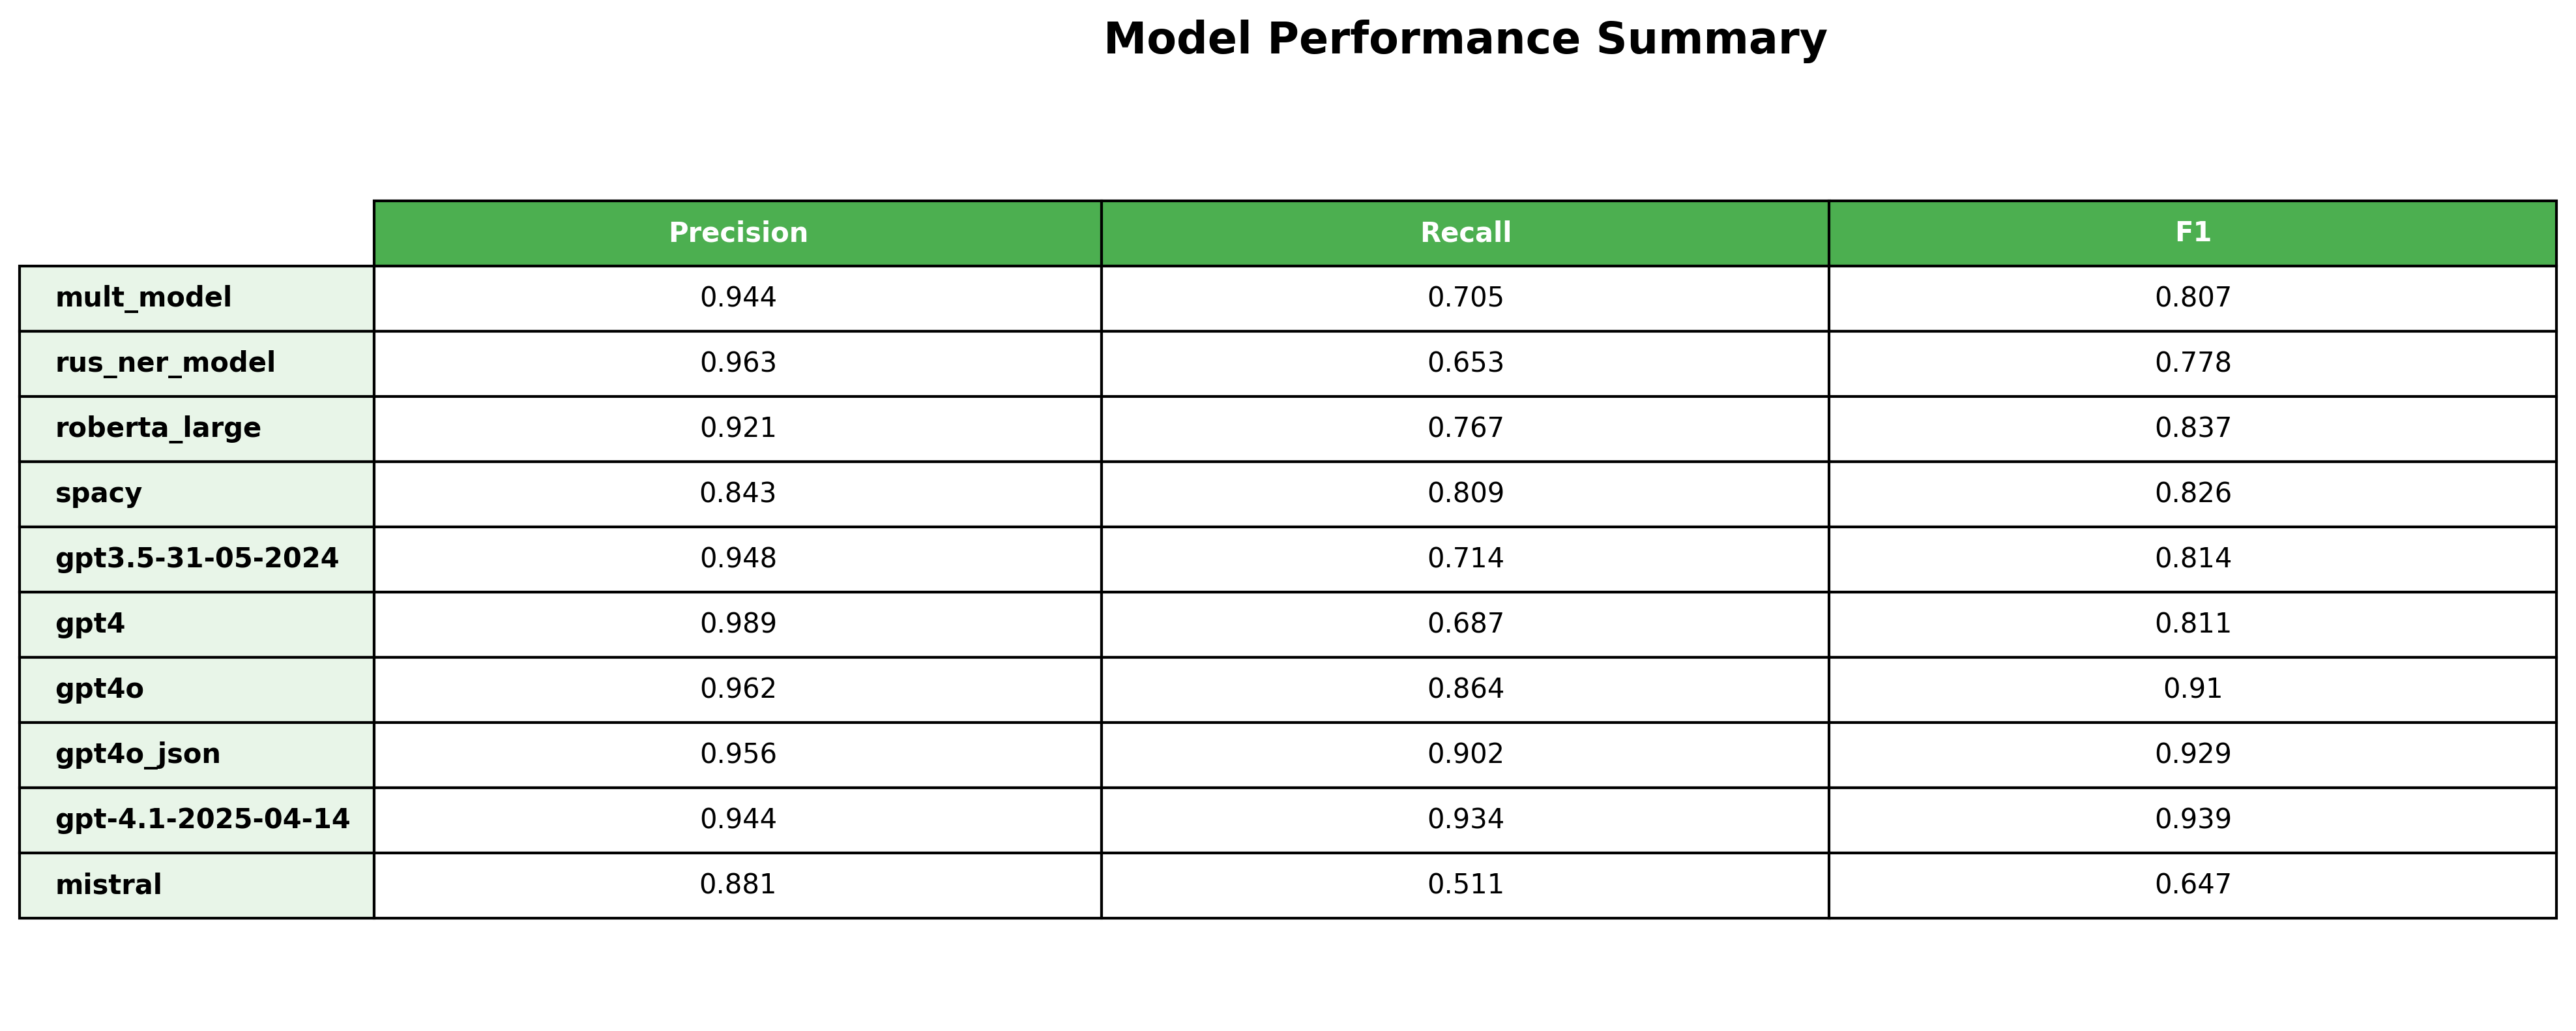 Model Performance Summary
Precision Recall F1
mult_model 0.944 0.705 0.807
rus_ner_model 0.963 0.653 0.778
roberta_large 0.921 0.767 0.837
spacy 0.843 0.809 0.826
gpt3.5-31-05-2024 0.948 0.714 0.814
gpt4 0.989 0.687 0.811
gpt4o 0.962 0.864 0.91
gpt4o_json 0.956 0.902 0.929
gpt-4.1-2025-04-14 0.944 0.934 0.939
mistral 0.881 0.511 0.647